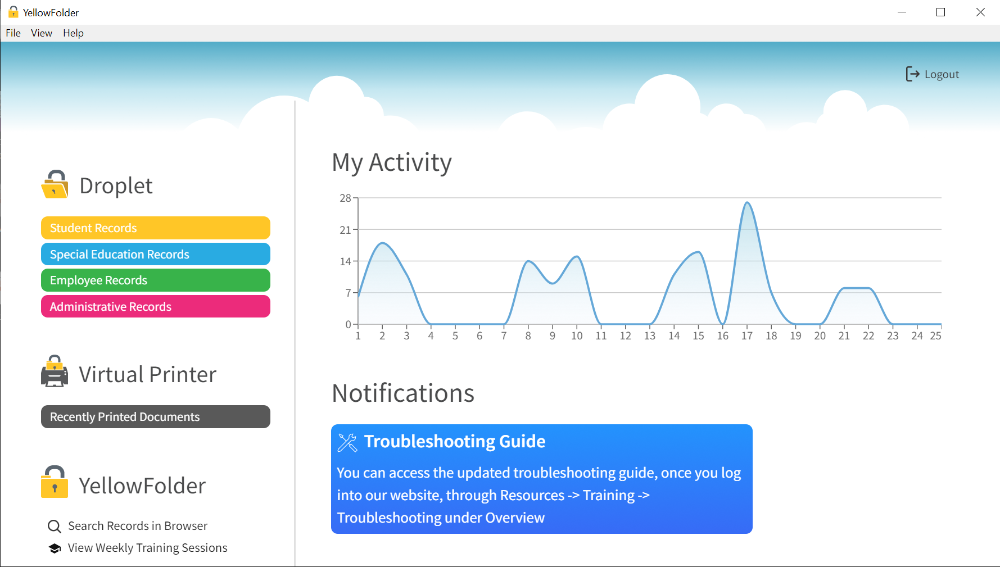 YellowFolder
File View Help
Logout
Droplet
Student Records
Special Education Records
Employee Records
Administrative Records
Virtual Printer
Recently Printed Documents
YellowFolder
Search Records in Browser
View Weekly Training Sessions
My Activity
28
21
14
7
0
1 2 3 4 5 6 7 8 9 10 11 12 13 14 15 16 17 18 19 20 21 22 23 24 25
Notifications
Troubleshooting Guide
You can access the updated troubleshooting guide, once you log
into our website, through Resources -> Training ->
Troubleshooting under Overview